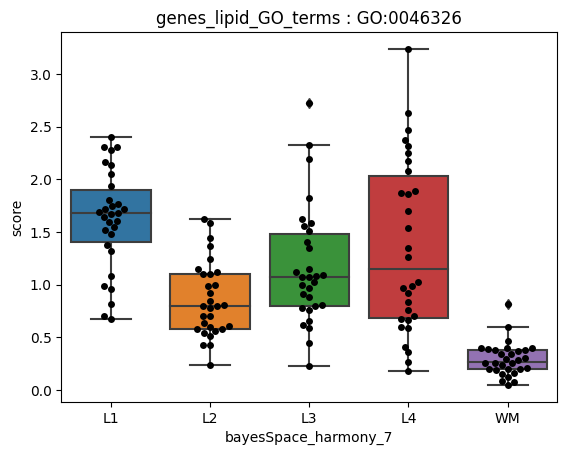 genes_lipid_GO_terms : GO:0046326
3.0
2.5
2.0
1.5
1.0
0.5
0.0
score
L1 L2 L3 L4 WM
bayesSpace_harmony_7